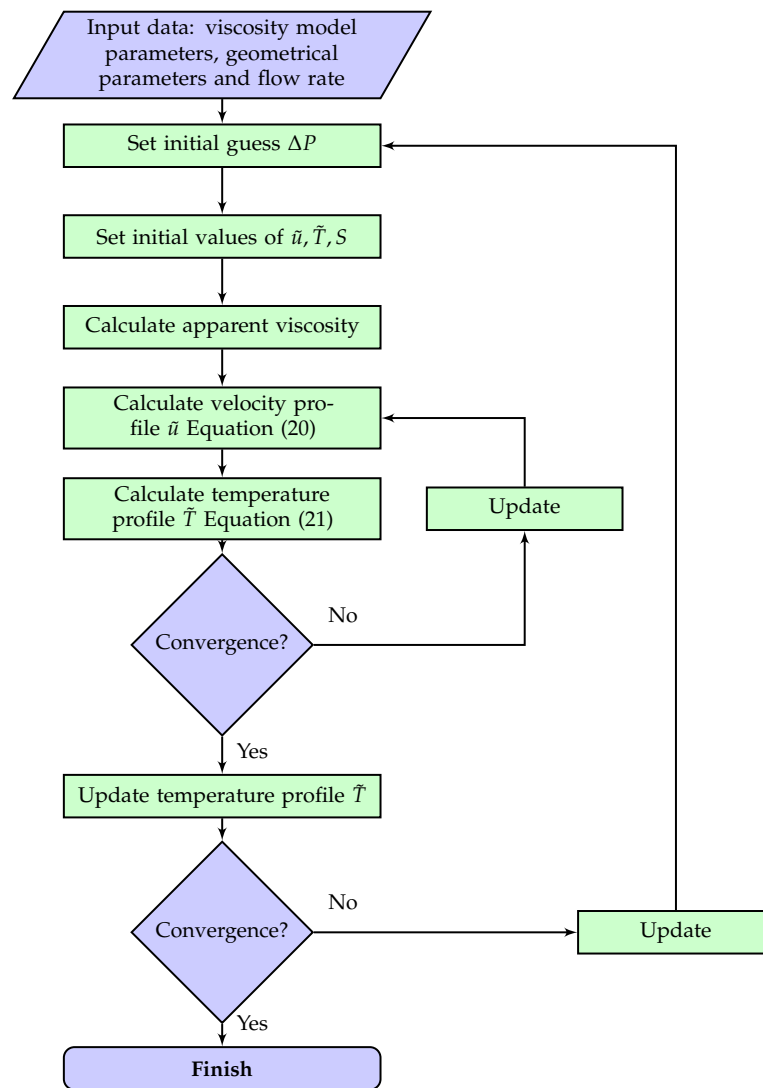 Input data: viscosity model
parameters, geometrical
parameters and flow rate
Set initial guess ΔP
Set initial values of ũ, T̃, S
Calculate apparent viscosity
Calculate velocity pro-
file ũ Equation (20)
Calculate temperature
profile T̃ Equation (21)
Update
No
Convergence?
Yes
Update temperature profile T̃
No
Convergence?
Update
Yes
Finish